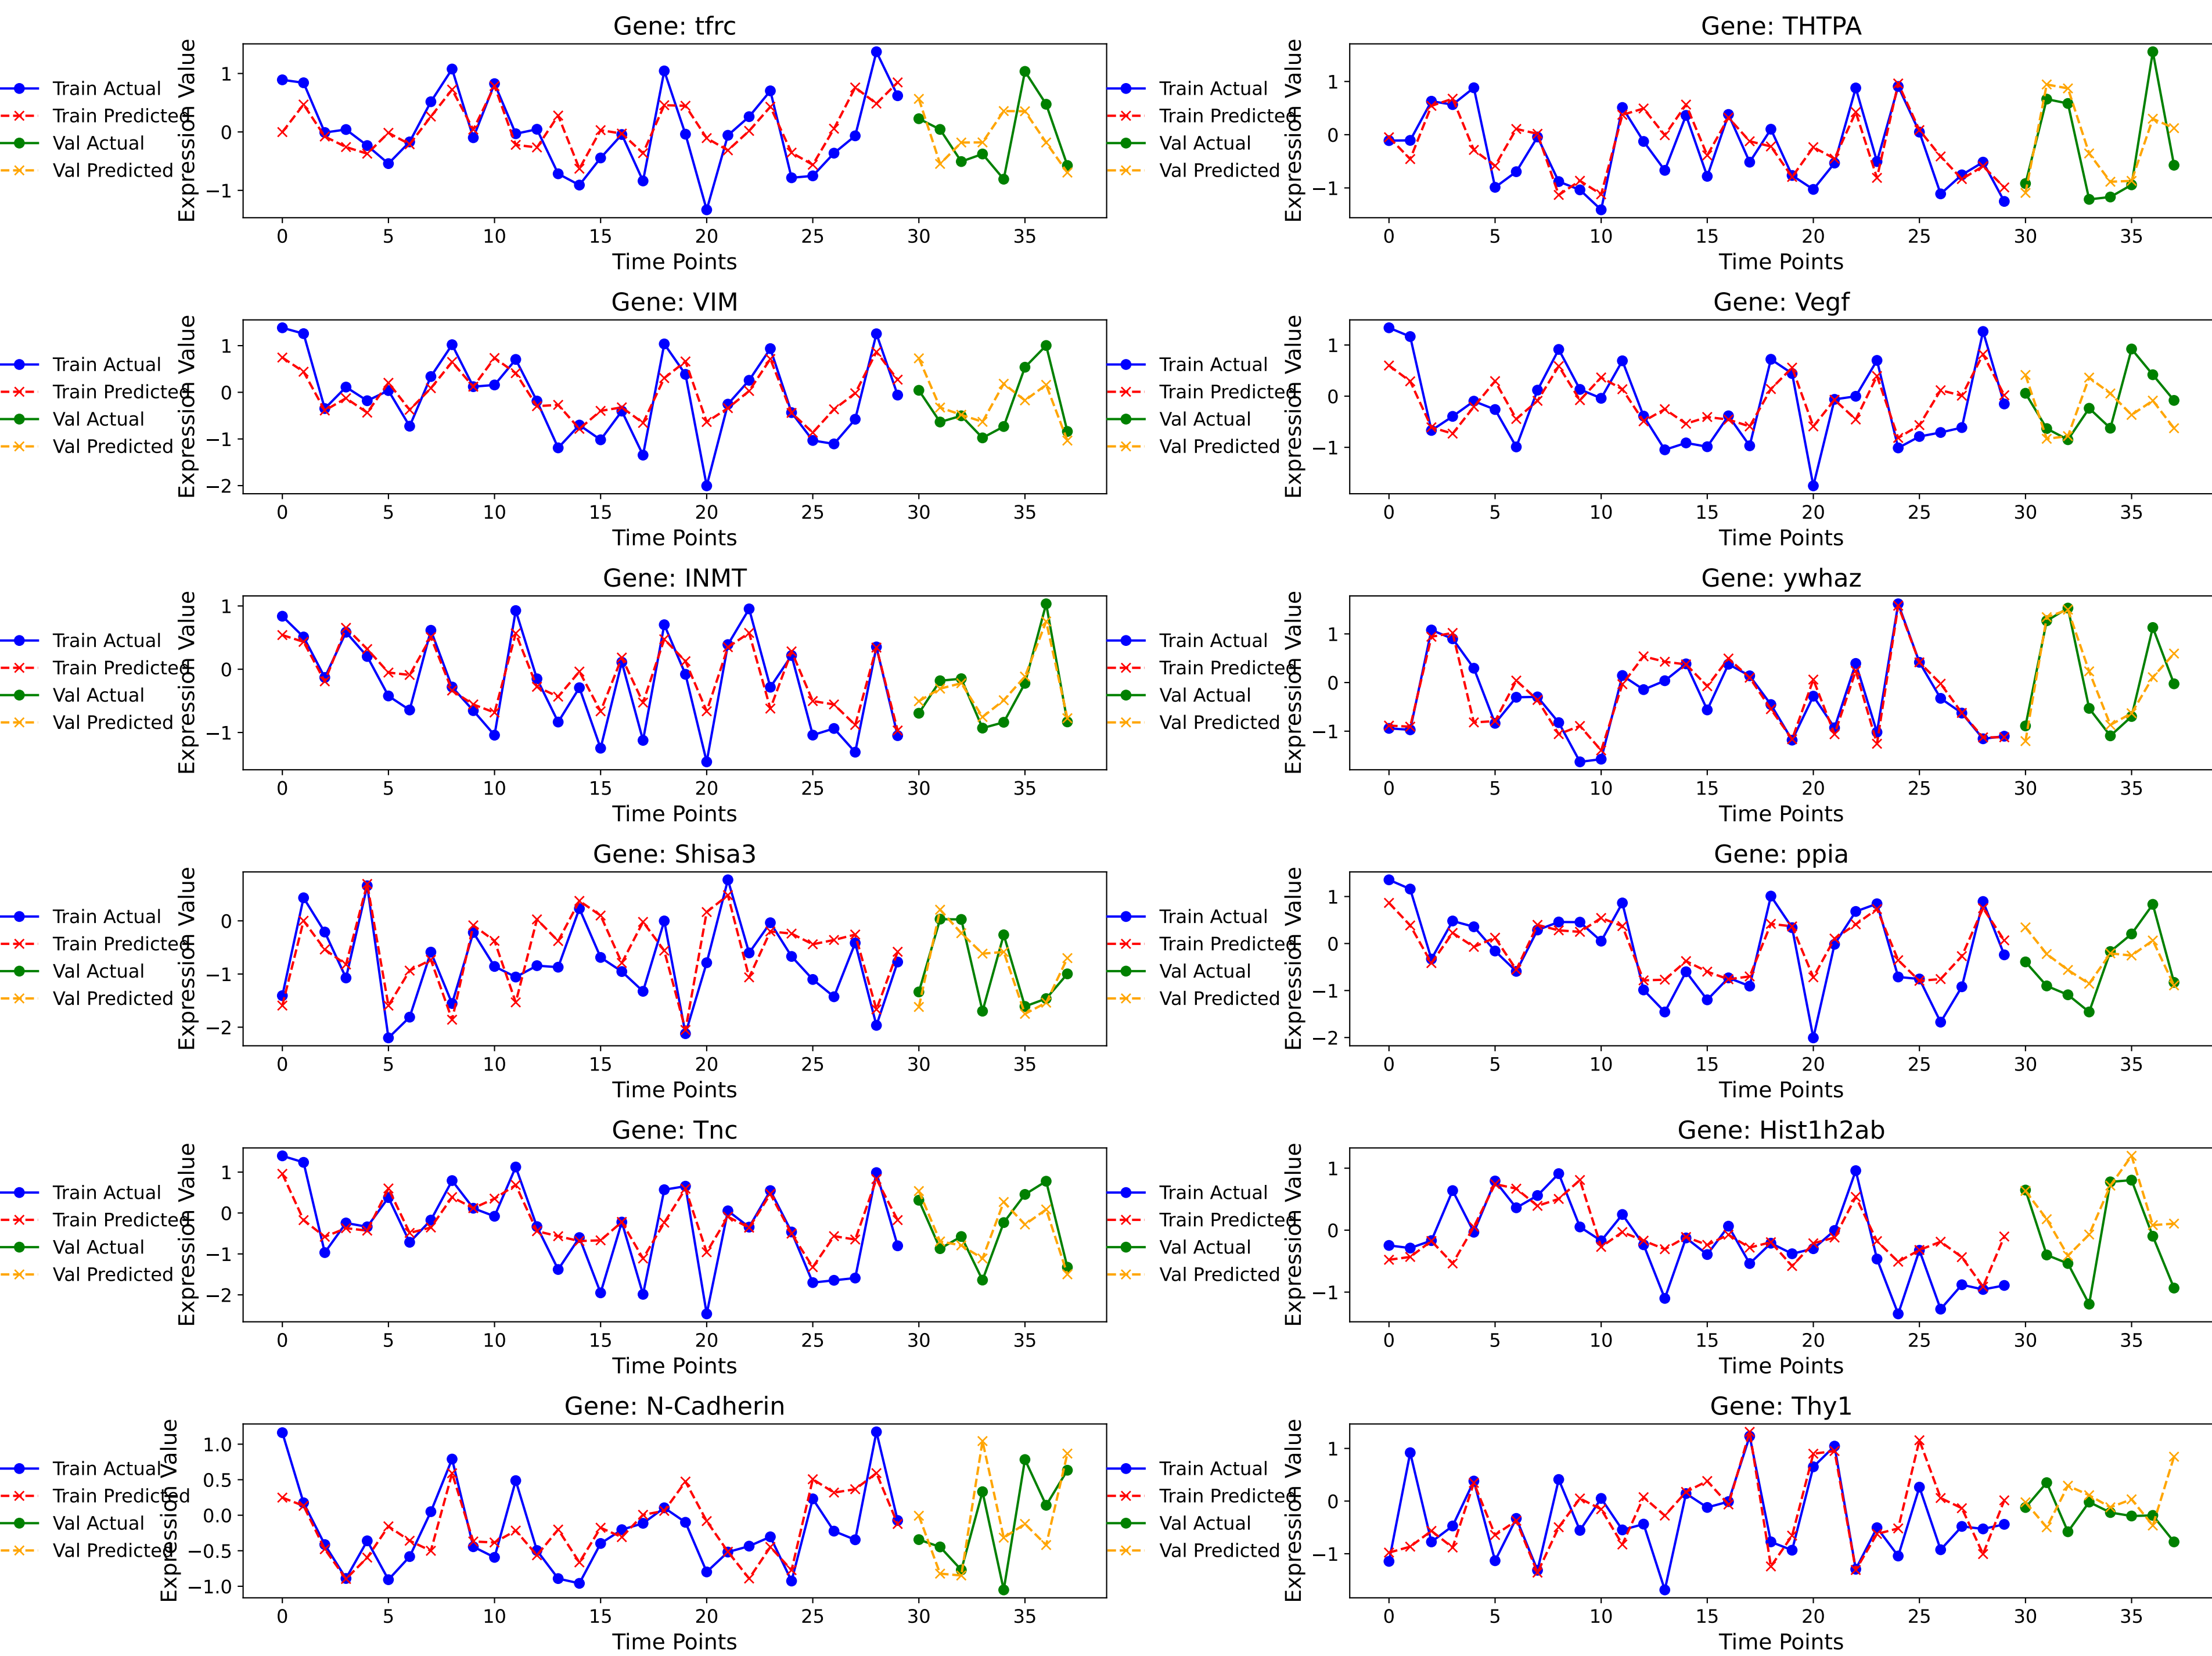 Gene: tfrc
Train Actual
Train Predicted
Val Actual
Val Predicted
Expression Value
1
0
−1
0 5 10 15 20 25 30 35
Time Points
Gene: THTPA
Train Actual
Train Predicted
Val Actual
Val Predicted
Expression Value
1
0
−1
0 5 10 15 20 25 30 35
Time Points
Gene: VIM
Train Actual
Train Predicted
Val Actual
Val Predicted
Expression Value
1
0
−1
−2
0 5 10 15 20 25 30 35
Time Points
Gene: Vegf
Train Actual
Train Predicted
Val Actual
Val Predicted
Expression Value
1
0
−1
0 5 10 15 20 25 30 35
Time Points
Gene: INMT
Train Actual
Train Predicted
Val Actual
Val Predicted
Expression Value
1
0
−1
0 5 10 15 20 25 30 35
Time Points
Gene: ywhaz
Train Actual
Train Predicted
Val Actual
Val Predicted
Expression Value
1
0
−1
0 5 10 15 20 25 30 35
Time Points
Gene: Shisa3
Train Actual
Train Predicted
Val Actual
Val Predicted
Expression Value
0
−1
−2
0 5 10 15 20 25 30 35
Time Points
Gene: ppia
Train Actual
Train Predicted
Val Actual
Val Predicted
Expression Value
1
0
−1
−2
0 5 10 15 20 25 30 35
Time Points
Gene: Tnc
Train Actual
Train Predicted
Val Actual
Val Predicted
Expression Value
1
0
−1
−2
0 5 10 15 20 25 30 35
Time Points
Gene: Hist1h2ab
Train Actual
Train Predicted
Val Actual
Val Predicted
Expression Value
1
0
−1
0 5 10 15 20 25 30 35
Time Points
Gene: N-Cadherin
Train Actual
Train Predicted
Val Actual
Val Predicted
Expression Value
1.0
0.5
0.0
−0.5
−1.0
0 5 10 15 20 25 30 35
Time Points
Gene: Thy1
Train Actual
Train Predicted
Val Actual
Val Predicted
Expression Value
1
0
−1
0 5 10 15 20 25 30 35
Time Points